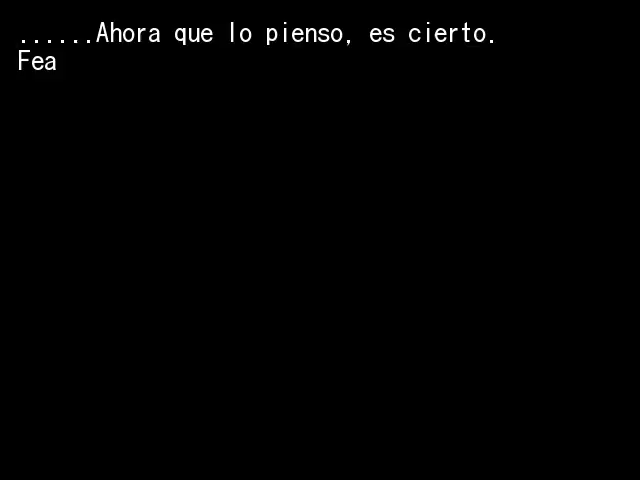 ......Ahora que lo pienso, es cierto.
Fea